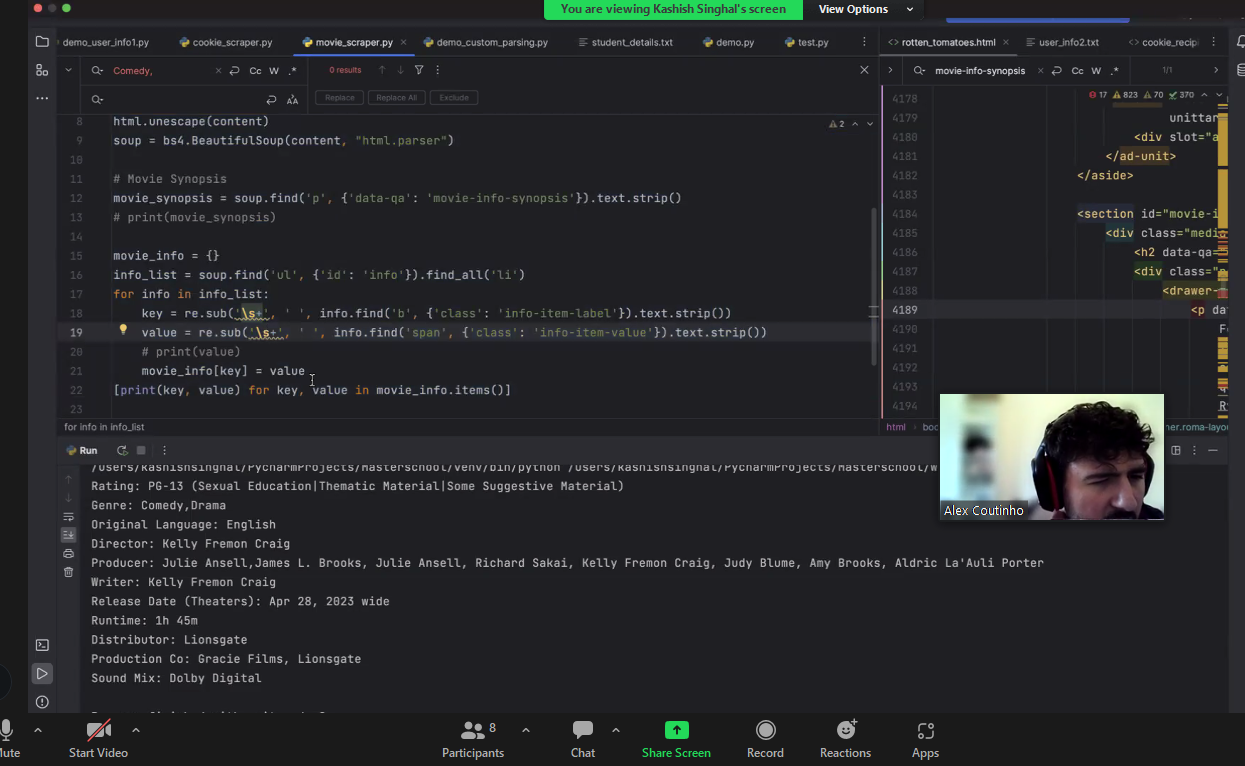 You are viewing Kashish Singhal's screen
View Options
demo_user_info1.py
cookie_scraper.py
movie_scraper.py
demo_custom_parsing.py
student_details.txt
demo.py
test.py
rotten_tomatoes.html
user_info2.txt
cookie_recip
Comedy,
Cc W .*
0 results
movie-info-synopsis
Cc W .*
1/1
Replace
Replace All
Exclude
17 823 70 370
2
8 html.unescape(content)
9 soup = bs4.BeautifulSoup(content, "html.parser")
10
11 # Movie Synopsis
12 movie_synopsis = soup.find('p', {'data-qa': 'movie-info-synopsis'}).text.strip()
13 # print(movie_synopsis)
14
15 movie_info = {}
16 info_list = soup.find('ul', {'id': 'info'}).find_all('li')
17 for info in info_list:
18 key = re.sub('\s+', ' ', info.find('b', {'class': 'info-item-label'}).text.strip())
19 value = re.sub('\s+', ' ', info.find('span', {'class': 'info-item-value'}).text.strip())
20 # print(value)
21 movie_info[key] = value
22 [print(key, value) for key, value in movie_info.items()]
23
for info in info_list
4178
4179 unittar
4180 <div slot="a
4181 </ad-unit>
4182 </aside>
4183
4184 <section id="movie-i
4185 <div class="media
4186 <h2 data-qa=
4187 <div class="
4188 <drawer-
4189 <p da
4190
4191
4192
4193
4194
html
ner.roma-layou
Run
/Users/kashishsinghal/PycharmProjects/Masterschool/venv/bin/python /Users/kashishsinghal/PycharmProjects/Masterschool/w
Rating: PG-13 (Sexual Education|Thematic Material|Some Suggestive Material)
Genre: Comedy,Drama
Original Language: English
Director: Kelly Fremon Craig
Producer: Julie Ansell,James L. Brooks, Julie Ansell, Richard Sakai, Kelly Fremon Craig, Judy Blume, Amy Brooks, Aldric La'Auli Porter
Writer: Kelly Fremon Craig
Release Date (Theaters): Apr 28, 2023 wide
Runtime: 1h 45m
Distributor: Lionsgate
Production Co: Gracie Films, Lionsgate
Sound Mix: Dolby Digital
Alex Coutinho
Mute
Start Video
Participants
8
Chat
Share Screen
Record
Reactions
Apps